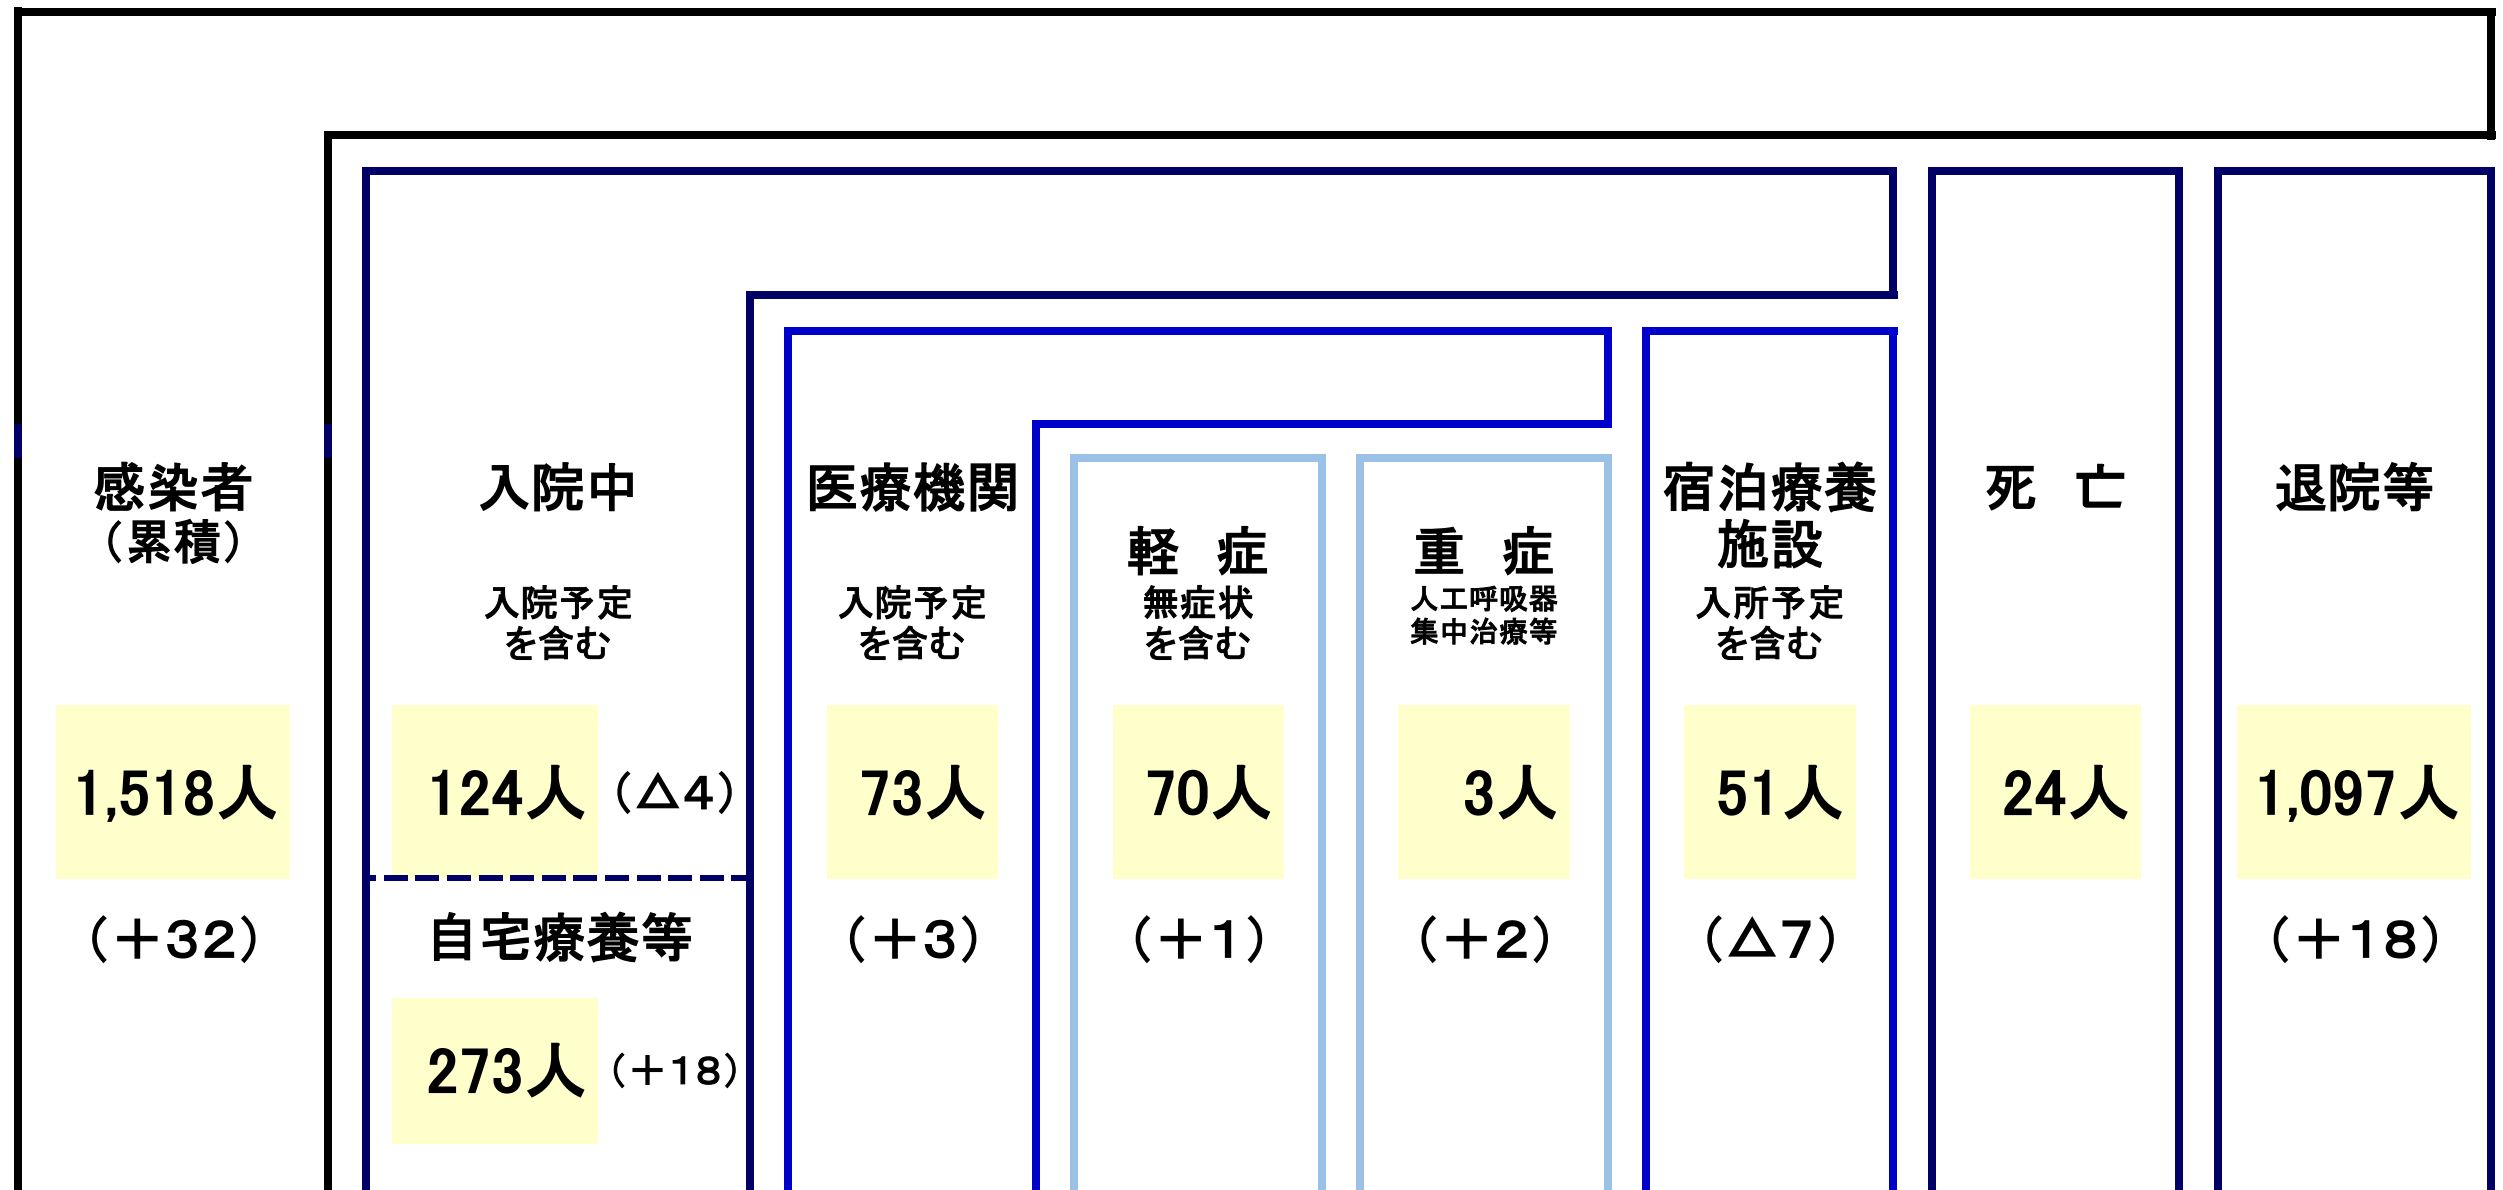 感染者
（累積）
1,518人
（＋32）
入院中
入院予定
を含む
124人（△4）
自宅療養等
273人（＋18）
医療機関
入院予定
を含む
73人
（＋3）
軽 症
無症状
を含む
70人
（＋1）
重 症
人工呼吸器
集中治療等
3人
（＋2）
宿泊療養
施設
入所予定
を含む
51人
（△7）
死 亡
24人
退院等
1,097人
（＋18）